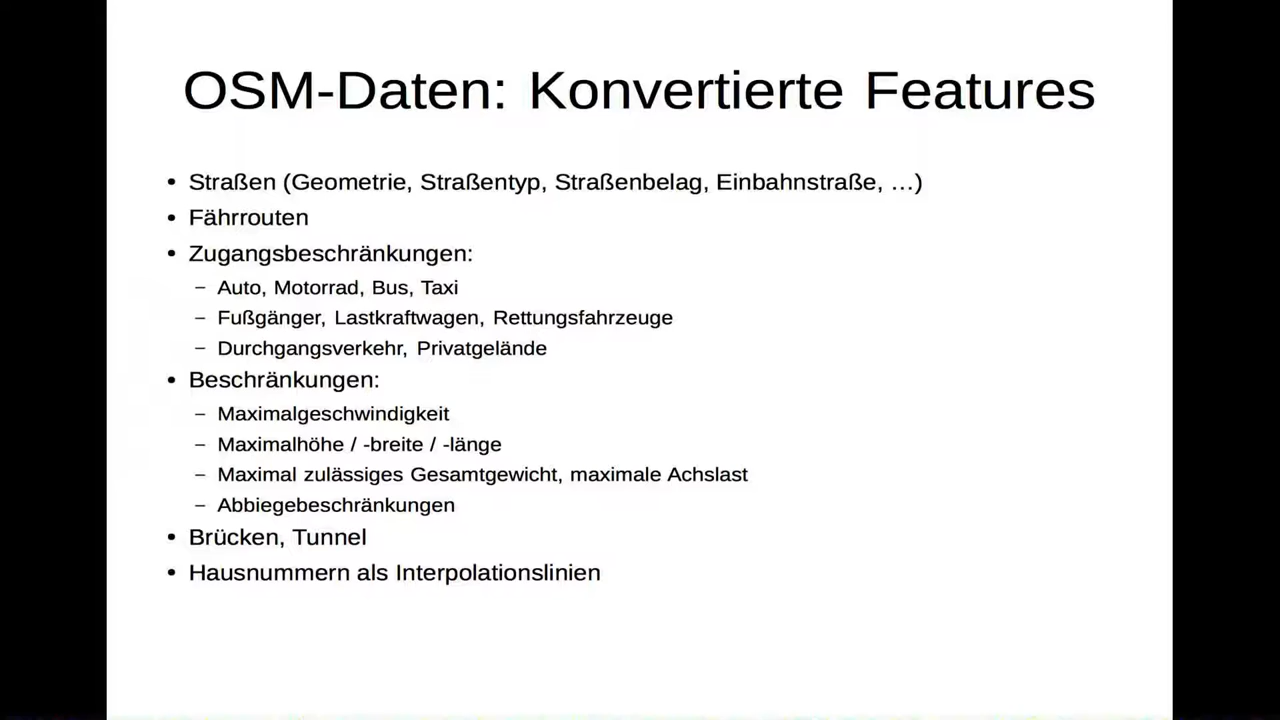 OSM-Daten: Konvertierte Features
• Straßen (Geometrie, Straßentyp, Straßenbelag, Einbahnstraße, …)
• Fährrouten
• Zugangsbeschränkungen:
– Auto, Motorrad, Bus, Taxi
– Fußgänger, Lastkraftwagen, Rettungsfahrzeuge
– Durchgangsverkehr, Privatgelände
• Beschränkungen:
– Maximalgeschwindigkeit
– Maximalhöhe / -breite / -länge
– Maximal zulässiges Gesamtgewicht, maximale Achslast
– Abbiegebeschränkungen
• Brücken, Tunnel
• Hausnummern als Interpolationslinien